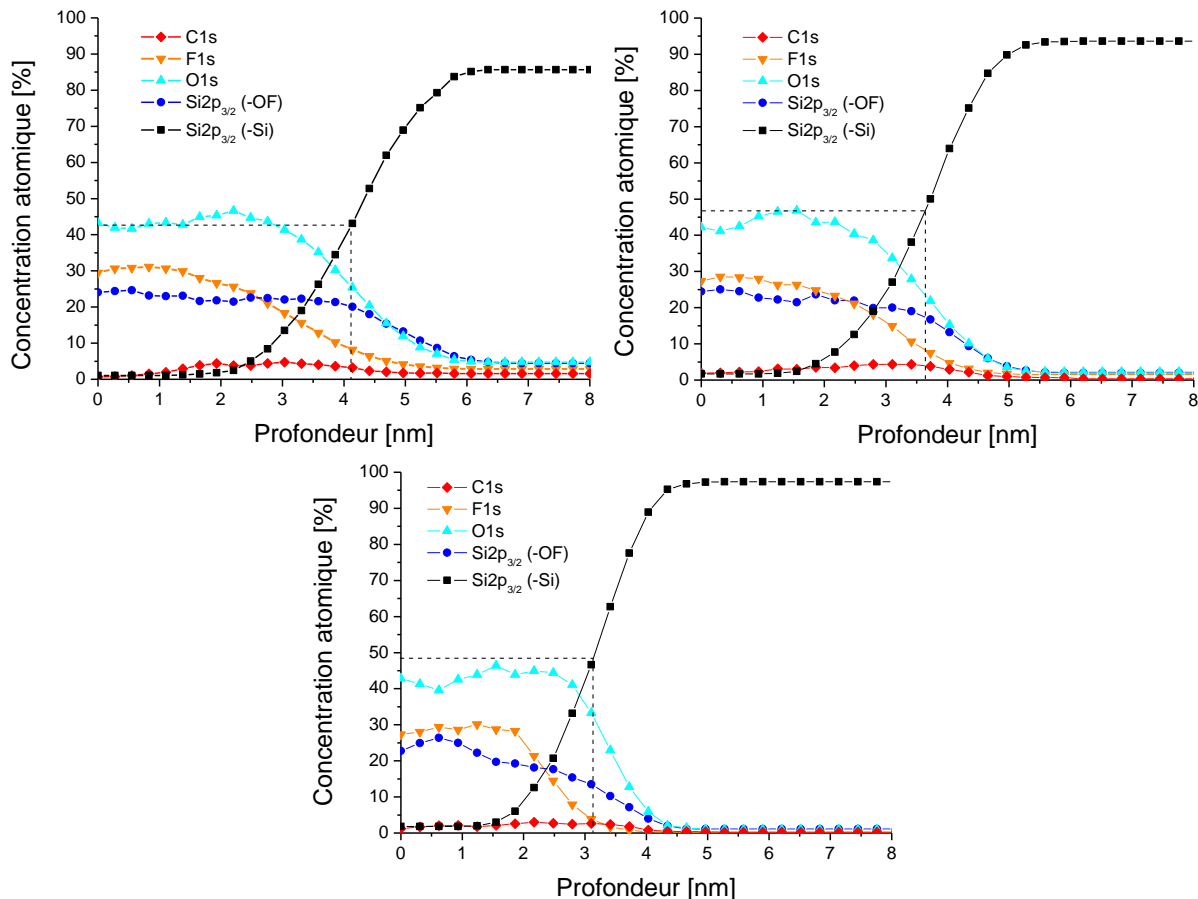 Concentration atomique [%]
100
90
80
70
60
50
40
30
20
10
0
C1s
F1s
O1s
Si2p3/2 (-OF)
Si2p3/2 (-Si)
0 1 2 3 4 5 6 7 8
Profondeur [nm]
Concentration atomique [%]
100
90
80
70
60
50
40
30
20
10
0
C1s
F1s
O1s
Si2p3/2 (-OF)
Si2p3/2 (-Si)
0 1 2 3 4 5 6 7 8
Profondeur [nm]
Concentration atomique [%]
100
90
80
70
60
50
40
30
20
10
0
C1s
F1s
O1s
Si2p3/2 (-OF)
Si2p3/2 (-Si)
0 1 2 3 4 5 6 7 8
Profondeur [nm]